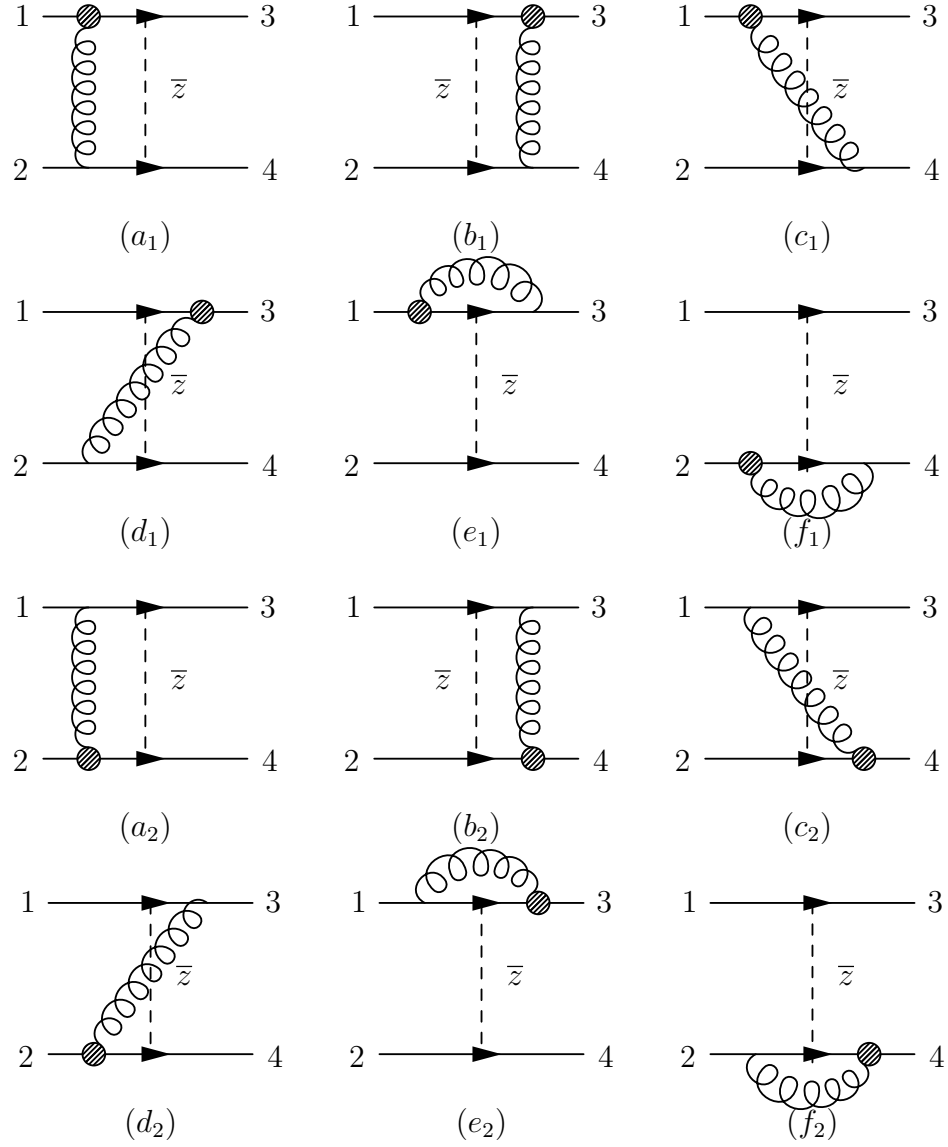 1 3 1 3 1 3
z̅ z̅ z̅
2 4 2 4 2 4
(a₁) (b₁) (c₁)
1 3 1 3 1 3
z̅ z̅ z̅
2 4 2 4 2 4
(d₁) (e₁) (f₁)
1 3 1 3 1 3
z̅ z̅ z̅
2 4 2 4 2 4
(a₂) (b₂) (c₂)
1 3 1 3 1 3
z̅ z̅ z̅
2 4 2 4 2 4
(d₂) (e₂) (f₂)